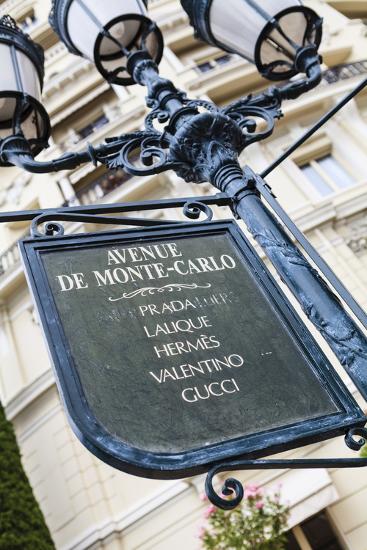 AVENUE
DE MONTE-CARLO
PRADA
LALIQUE
HERMÈS
VALENTINO
GUCCI